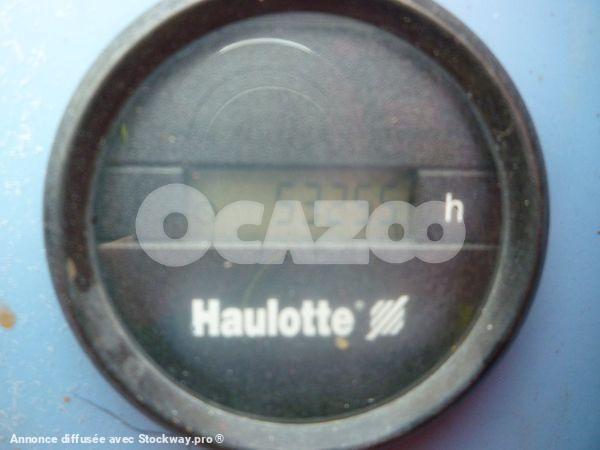 OCAZOO
h
Haulotte
Annonce diffusée avec Stockway.pro ®